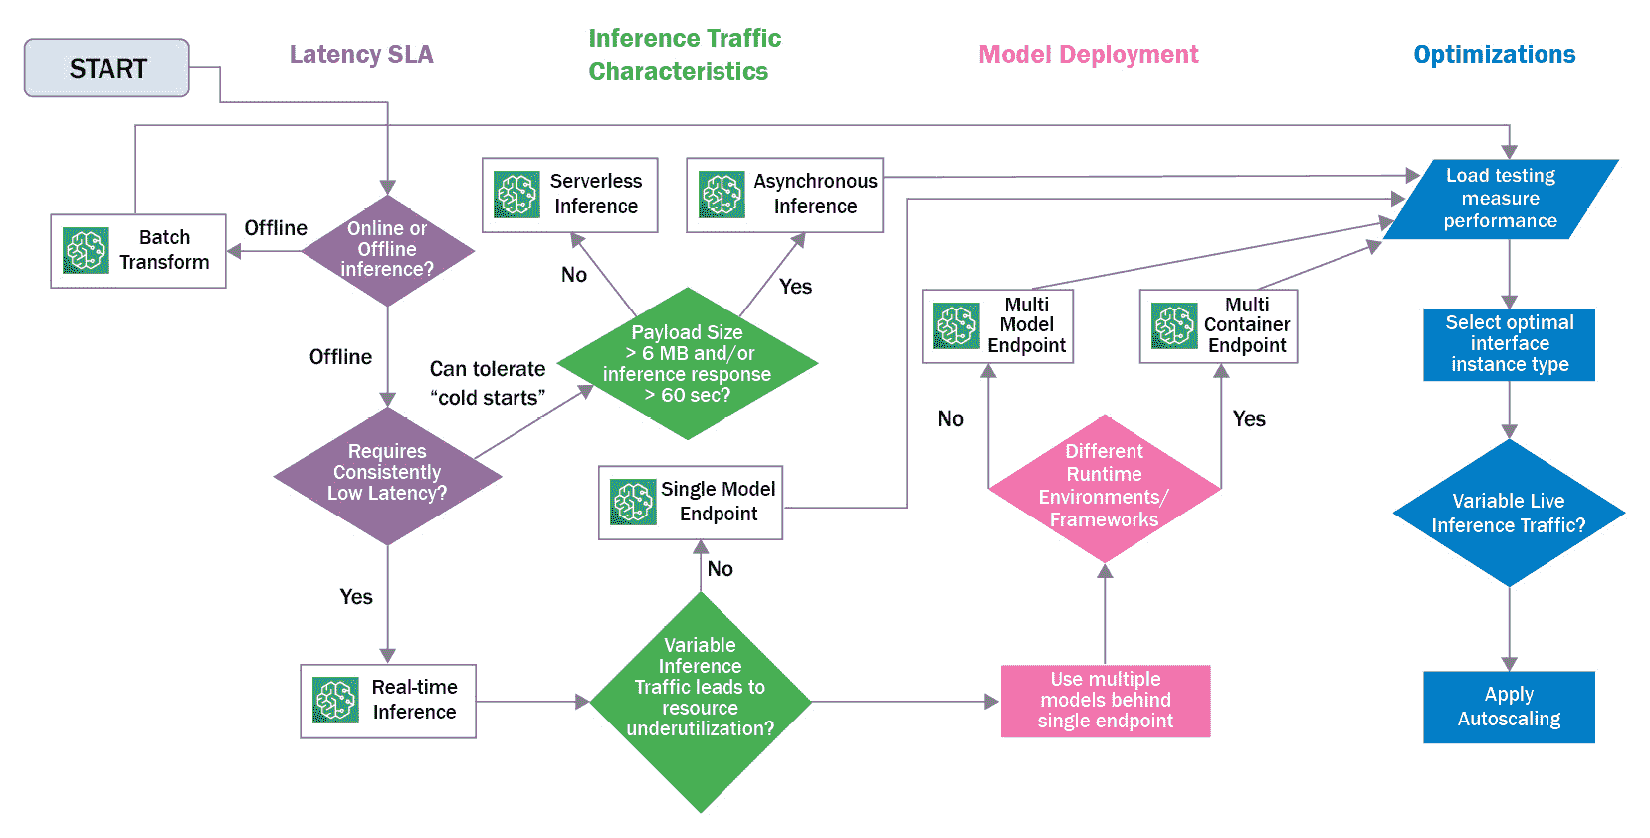 START
Latency SLA
Inference Traffic
Characteristics
Model Deployment
Optimizations
Batch
Transform
Offline
Online or
Offline
inference?
Serverless
Inference
Asynchronous
Inference
Load testing
measure
performance
No
Yes
Payload Size
> 6 MB and/or
inference response
> 60 sec?
Offline
Can tolerate
“cold starts”
Multi
Model
Endpoint
Multi
Container
Endpoint
Select optimal
interface
instance type
Requires
Consistently
Low Latency?
No
Yes
Different
Runtime
Environments/
Frameworks
Single Model
Endpoint
Variable Live
Inference Traffic?
Yes
No
Real-time
Inference
Variable
Inference
Traffic leads to
resource
underutilization?
Use multiple
models behind
single endpoint
Apply
Autoscaling